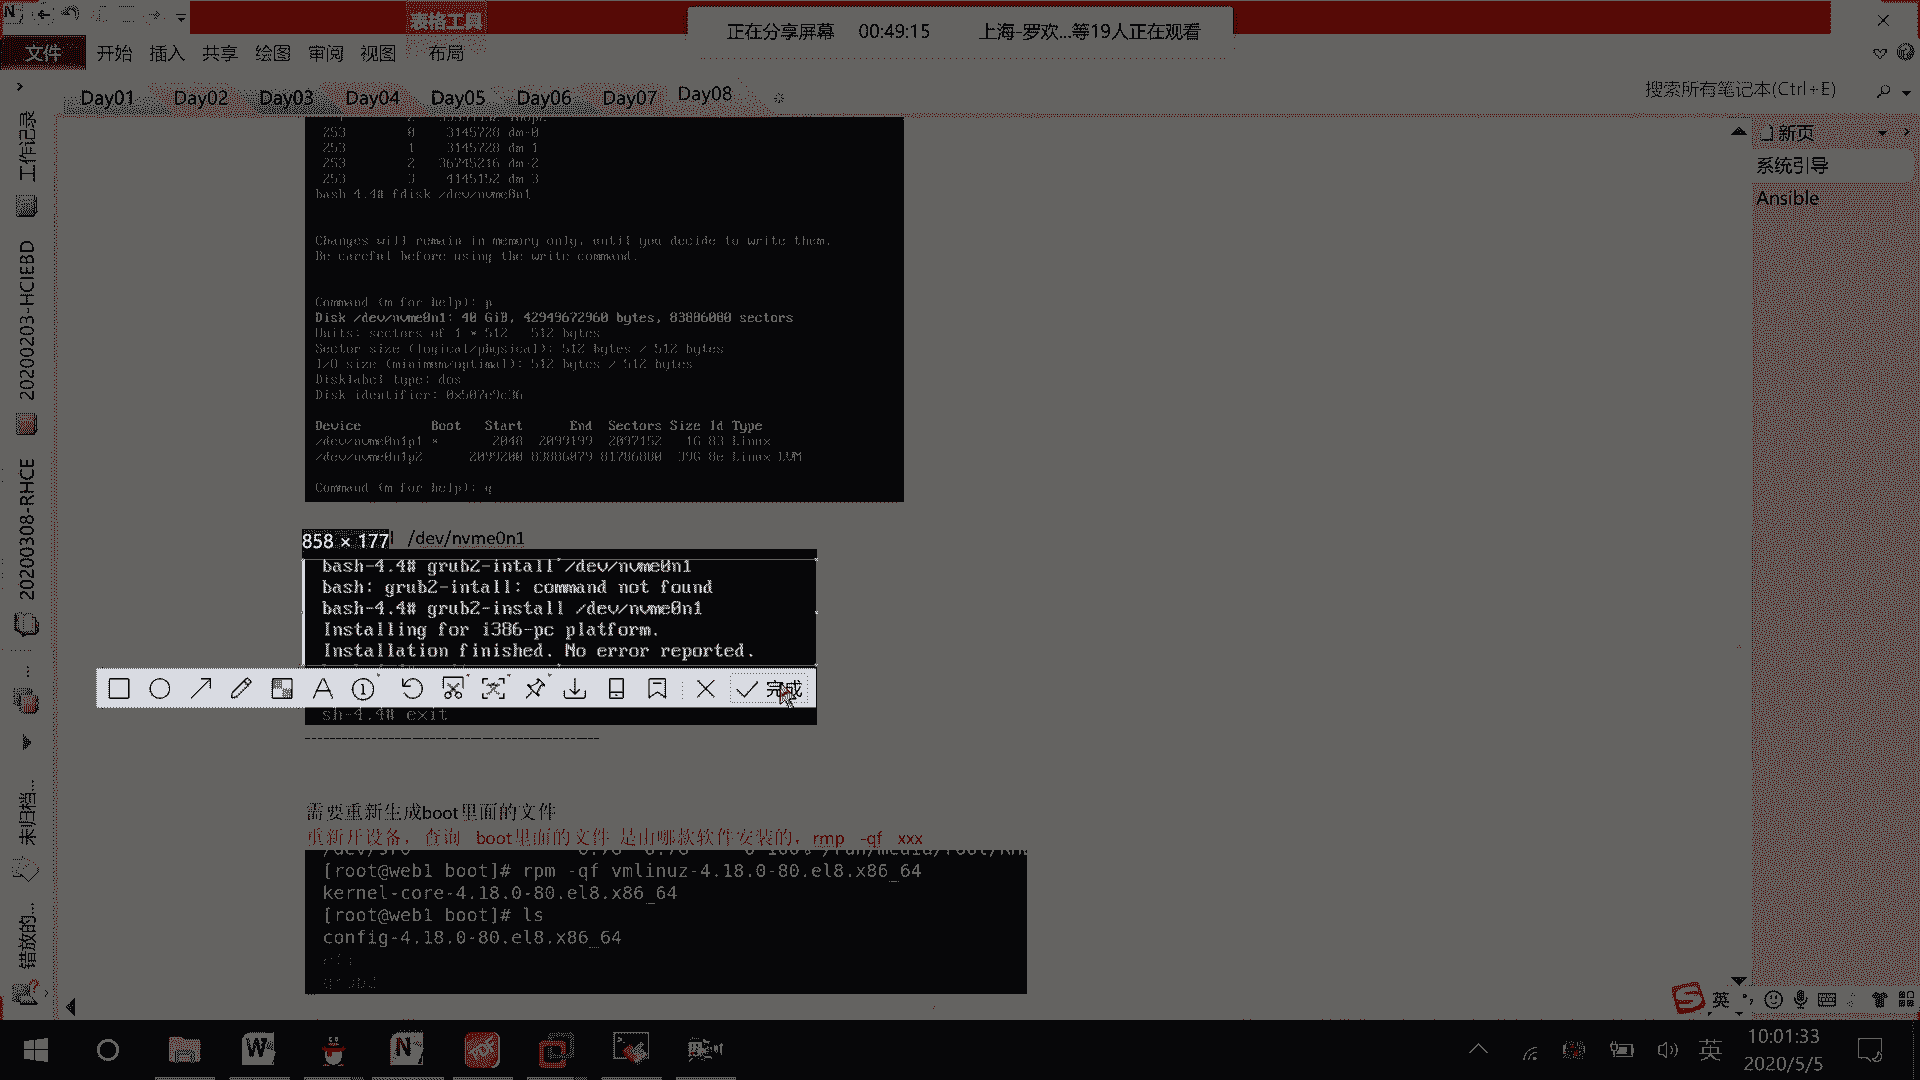 表格工具
正在分享屏幕 00:49:15 上海-罗欢...等19人正在观看
文件 开始 插入 共享 绘图 审阅 视图 布局
Day01 Day02 Day03 Day04 Day05 Day06 Day07 Day08
搜索所有笔记本(Ctrl+E)
新页
系统引导
Ansible
工作记录
20200203-HCIEBD
20200308-RHCE
未归档...
错放的...
253 0 3145728 dm-0
253 1 3145728 dm-1
253 2 36745216 dm-2
253 3 4145152 dm-3
bash-4.4# fdisk /dev/nvme0n1
Changes will remain in memory only, until you decide to write them.
Be careful before using the write command.
Command (m for help): p
Disk /dev/nvme0n1: 40 GiB, 42949672960 bytes, 83886080 sectors
Units: sectors of 1 * 512 = 512 bytes
Sector size (logical/physical): 512 bytes / 512 bytes
I/O size (minimum/optimal): 512 bytes / 512 bytes
Disklabel type: dos
Disk identifier: 0x507e9c36
Device Boot Start End Sectors Size Id Type
/dev/nvme0n1p1 * 2048 2099199 2097152 1G 83 Linux
/dev/nvme0n1p2 2099200 83886079 81786880 39G 8e Linux LVM
Command (m for help): q
858 × 177 /dev/nvme0n1
bash-4.4# grub2-intall /dev/nvme0n1
bash: grub2-intall: command not found
bash-4.4# grub2-install /dev/nvme0n1
Installing for i386-pc platform.
Installation finished. No error reported.
完成
sh-4.4# exit
需要重新生成boot里面的文件
重新开设备，查询 boot里面的文件 是由哪款软件安装的，rmp -qf xxx
[root@web1 boot]# rpm -qf vmlinuz-4.18.0-80.el8.x86_64
kernel-core-4.18.0-80.el8.x86_64
[root@web1 boot]# ls
config-4.18.0-80.el8.x86_64
efi
grub2
英
英
10:01:33
2020/5/5